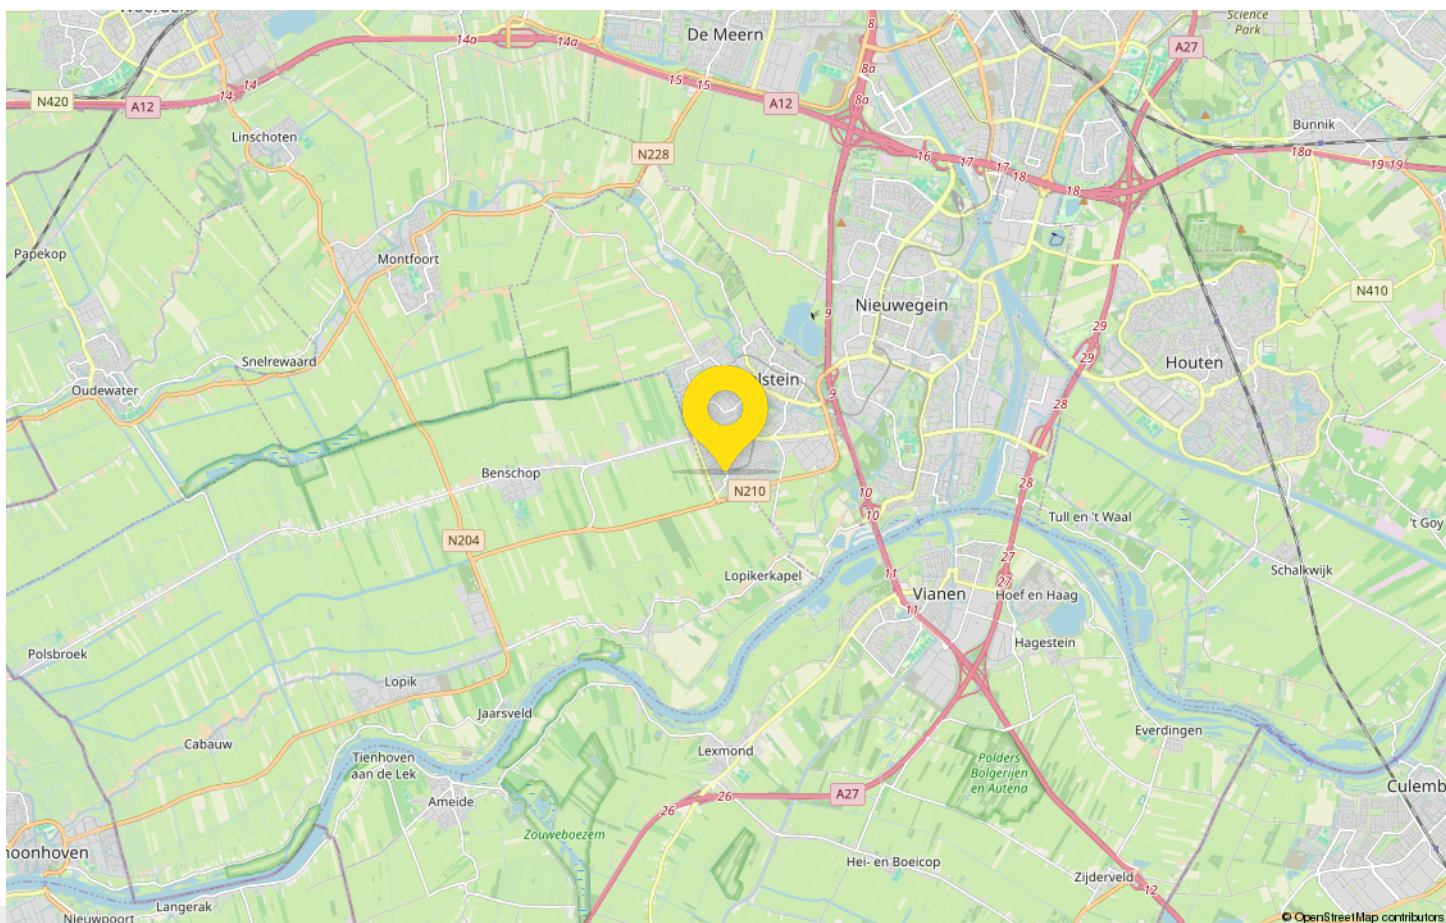 Science
Park
De Meern
8
14a
14a
A27
15
15
8a
8a
A12
14
14
N420
A12
Bunnik
Linschoten
N228
16
17
17
18
18
18a
19
19
Papekop
Montfoort
N410
Nieuwegein
9
29
29
Houten
Snelrewaard
Oudewater
lstein
9
28
28
Benschop
N210
10
10
Tull en 't Waal
't Goy
N204
27
27
Lopikerkapel
11
11
Vianen
Hoef en Haag
Schalkwijk
Polsbroek
Hagestein
Lopik
Jaarsveld
Cabauw
Tienhoven
aan de Lek
Lexmond
Everdingen
Polders
Bolgerijen
en Autena
Culemb
Ameide
26
26
A27
Zouweboezem
hoonhoven
Hei- en Boeicop
Zijderveld
12
Langerak
Nieuwpoort
© OpenStreetMap contributors